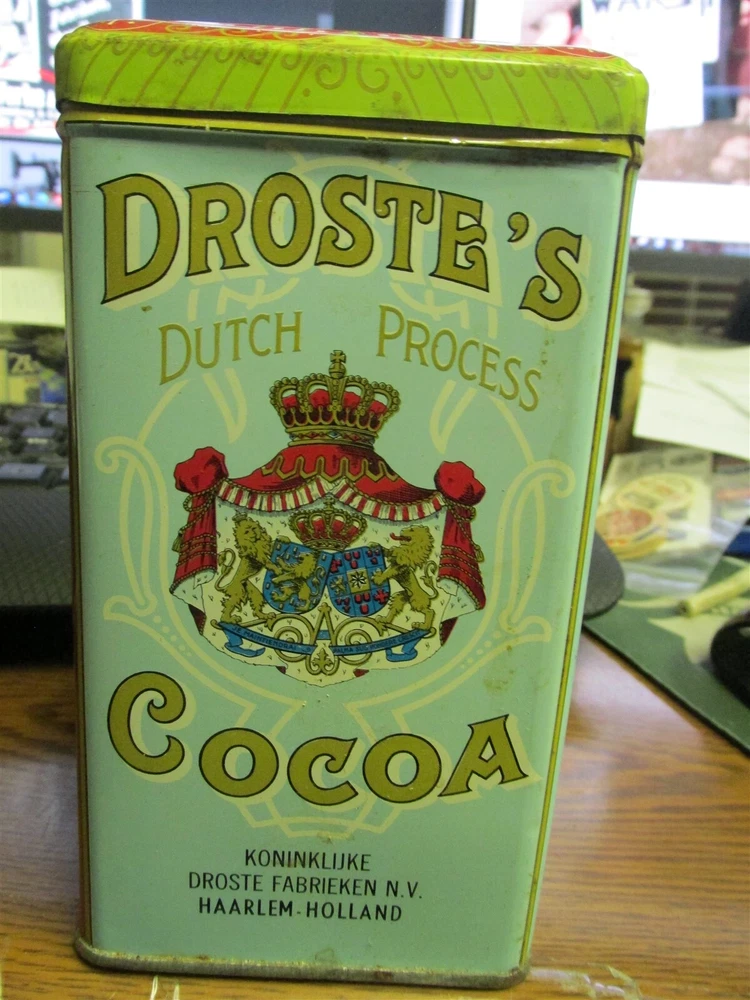 DROSTE'S
DUTCH PROCESS
COCOA
KONINKLIJKE
DROSTE FABRIEKEN N.V.
HAARLEM-HOLLAND